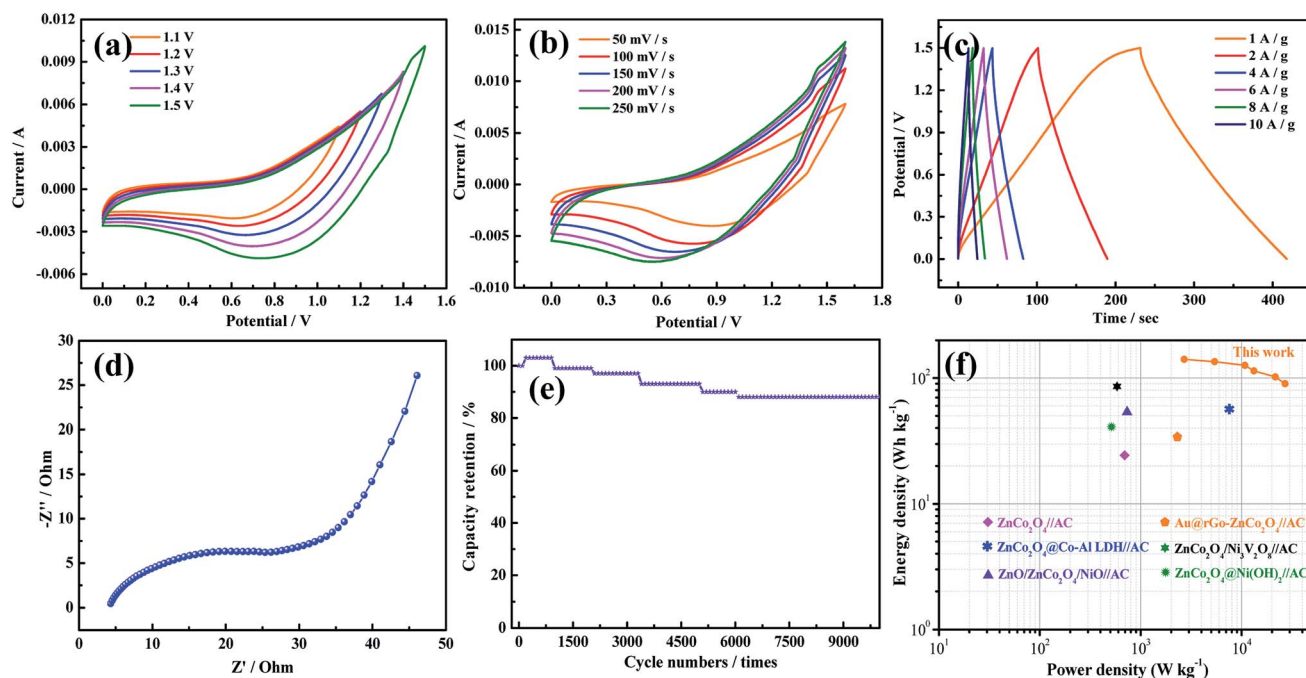 (a)
1.1 V
1.2 V
1.3 V
1.4 V
1.5 V
Current / A
0.012
0.009
0.006
0.003
0.000
-0.003
-0.006
0.0 0.2 0.4 0.6 0.8 1.0 1.2 1.4 1.6
Potential / V
(b)
50 mV / s
100 mV / s
150 mV / s
200 mV / s
250 mV / s
Current / A
0.015
0.010
0.005
0.000
-0.005
-0.010
0.0 0.3 0.6 0.9 1.2 1.5 1.8
Potential / V
(c)
1 A / g
2 A / g
4 A / g
6 A / g
8 A / g
10 A / g
Potential / V
1.5
1.2
0.9
0.6
0.3
0.0
0 100 200 300 400
Time / sec
(d)
-Z'' / Ohm
30
25
20
15
10
5
0
0 10 20 30 40 50
Z' / Ohm
(e)
Capacity retention / %
100
80
60
40
20
0
0 1500 3000 4500 6000 7500 9000
Cycle numbers / times
(f)
This work
Energy density (Wh kg⁻¹)
10²
10¹
10⁰
ZnCo₂O₄//AC
ZnCo₂O₄@Co-Al LDH//AC
ZnO/ZnCo₂O₄/NiO//AC
Au@rGo-ZnCo₂O₄//AC
ZnCo₂O₄/Ni₃V₂O₈//AC
ZnCo₂O₄@Ni(OH)₂//AC
10¹ 10² 10³ 10⁴
Power density (W kg⁻¹)